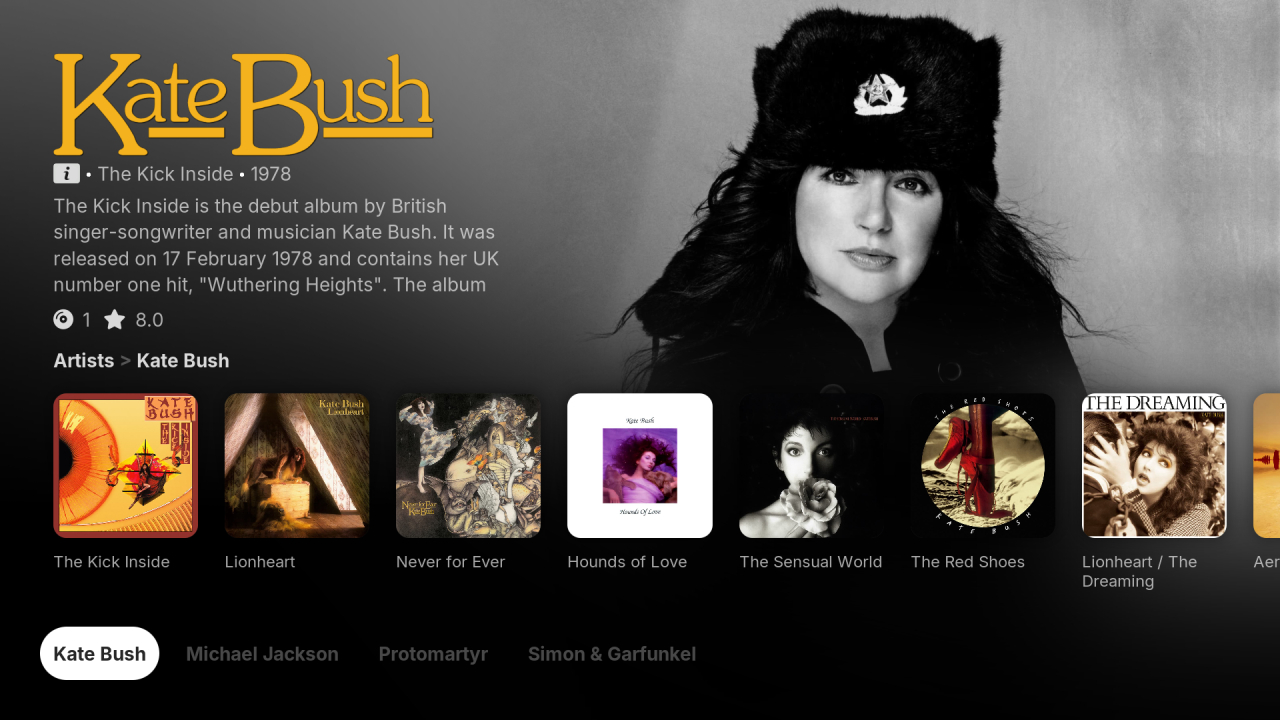 Kate Bush
i • The Kick Inside • 1978
The Kick Inside is the debut album by British
singer-songwriter and musician Kate Bush. It was
released on 17 February 1978 and contains her UK
number one hit, "Wuthering Heights". The album
1 8.0
Artists > Kate Bush
KATE
BUSH
THE KICK INSIDE
Kate Bush
Lionheart
Never for Ever
Kate Bush
Kate Bush
Hounds Of Love
THE RED SHOES
KATE BUSH
THE DREAMING
The Kick Inside
Lionheart
Never for Ever
Hounds of Love
The Sensual World
The Red Shoes
Lionheart / The
Dreaming
Aer
Kate Bush Michael Jackson Protomartyr Simon & Garfunkel